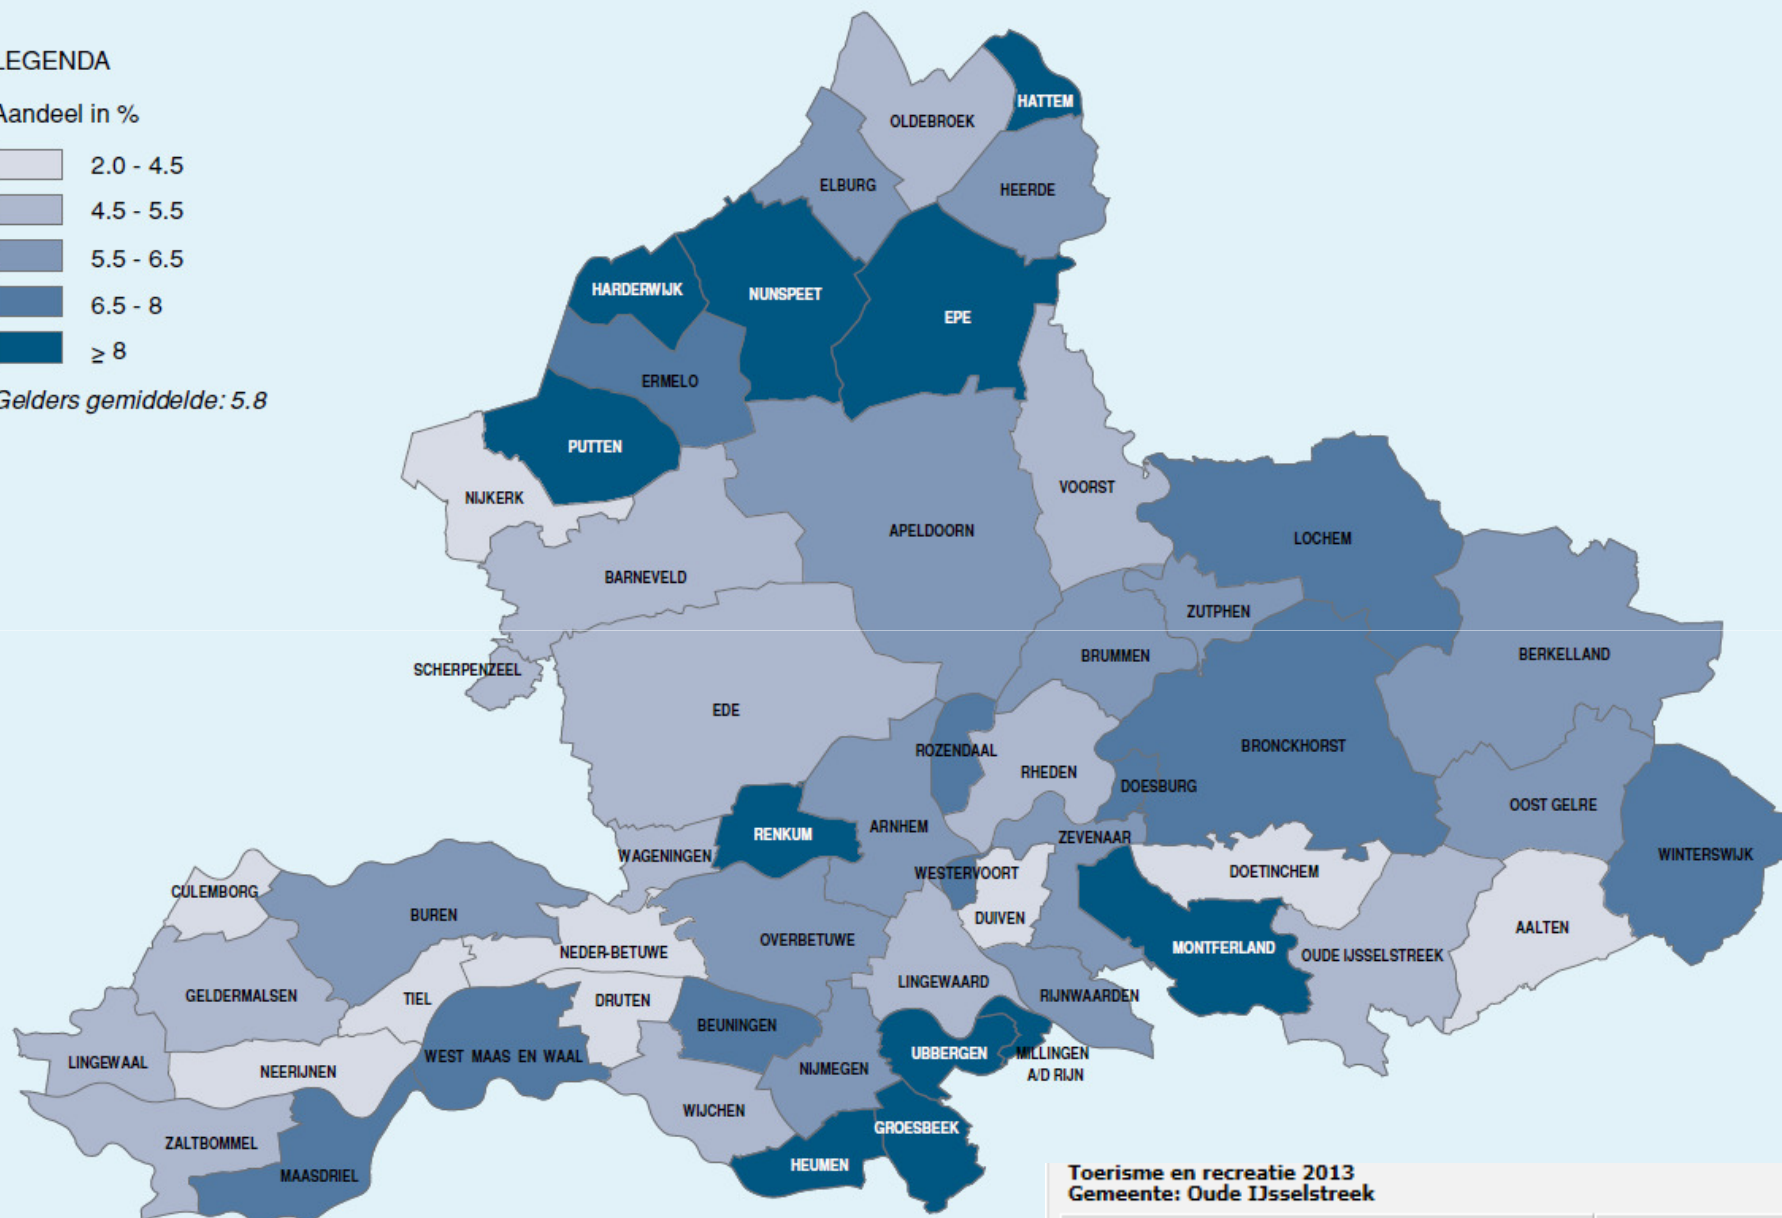 LEGENDA
Aandeel in %
2.0 - 4.5
4.5 - 5.5
5.5 - 6.5
6.5 - 8
≥ 8
Gelders gemiddelde: 5.8
HATTEM
OLDEBROEK
ELBURG
HEERDE
HARDERWIJK
NUNSPEET
EPE
ERMELO
PUTTEN
NIJKERK
VOORST
APELDOORN
LOCHEM
BARNEVELD
ZUTPHEN
BRUMMEN
BERKELLAND
SCHERPENZEEL
EDE
ROZENDAAL
RHEDEN
BRONCKHORST
DOESBURG
OOST GELRE
RENKUM
ARNHEM
ZEVENAAR
WAGENINGEN
WESTERVOORT
DOETINCHEM
WINTERSWIJK
CULEMBORG
BUREN
DUIVEN
AALTEN
OVERBETUWE
NEDER-BETUWE
MONTFERLAND
OUDE IJSSELSTREEK
LINGEWAARD
GELDERMALSEN
TIEL
DRUTEN
RIJNWAARDEN
BEUNINGEN
LINGEWAAL
NEERIJNEN
WEST MAAS EN WAAL
NIJMEGEN
UBBERGEN
MILLINGEN
A/D RIJN
WIJCHEN
GROESBEEK
ZALTBOMMEL
MAASDRIEL
HEUMEN
Toerisme en recreatie 2013
Gemeente: Oude IJsselstreek